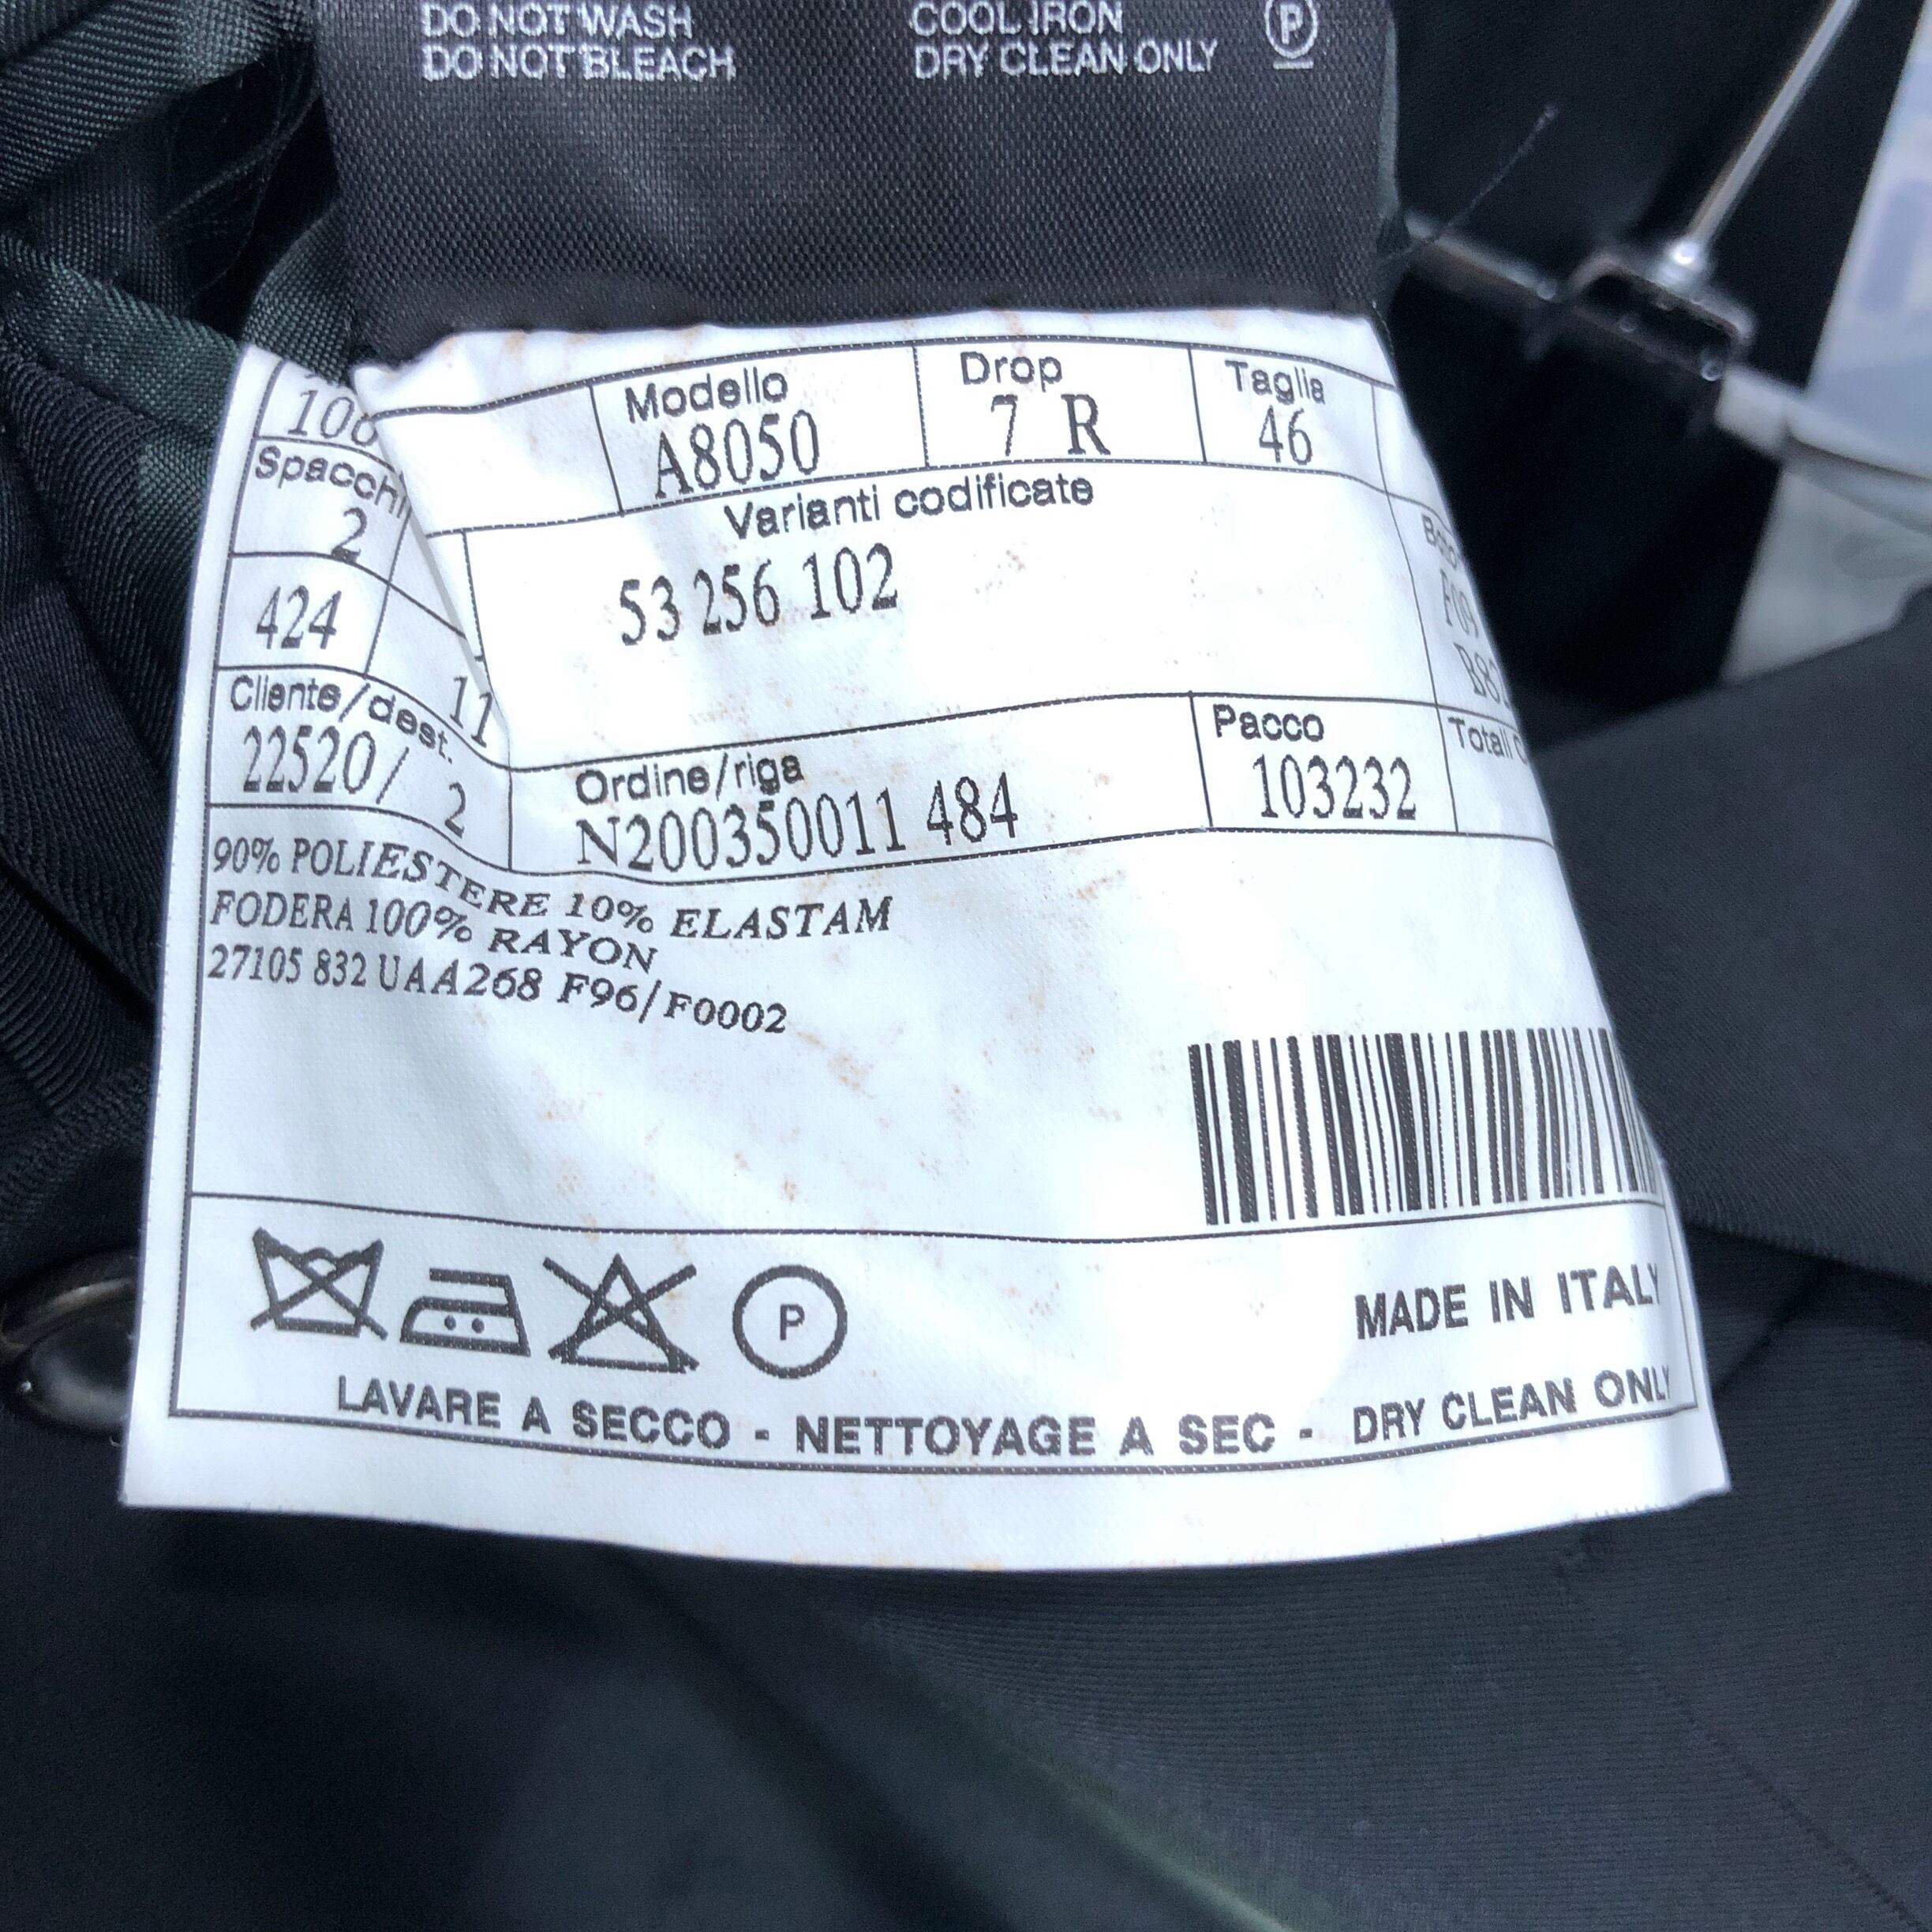 DO NOT WASH
COOL IRON
P
DO NOT BLEACH
DRY CLEAN ONLY
Modello
Drop
Taglia
A8050
7 R
46
Spacchi
2
Varianti codificate
53 256 102
424
11
Cliente/dest.
22520/ 2
Ordine/riga
N200350011 484
Pacco
103232
Totali
90% POLIESTERE 10% ELASTAM
FODERA 100% RAYON
27105 832 UAA268 F96/F0002
P
MADE IN ITALY
LAVARE A SECCO - NETTOYAGE A SEC - DRY CLEAN ONLY